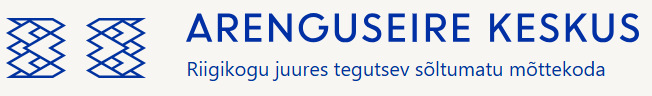 ARENGUSEIRE KESKUS
Riigikogu juures tegutsev sõltumatu mõttekoda